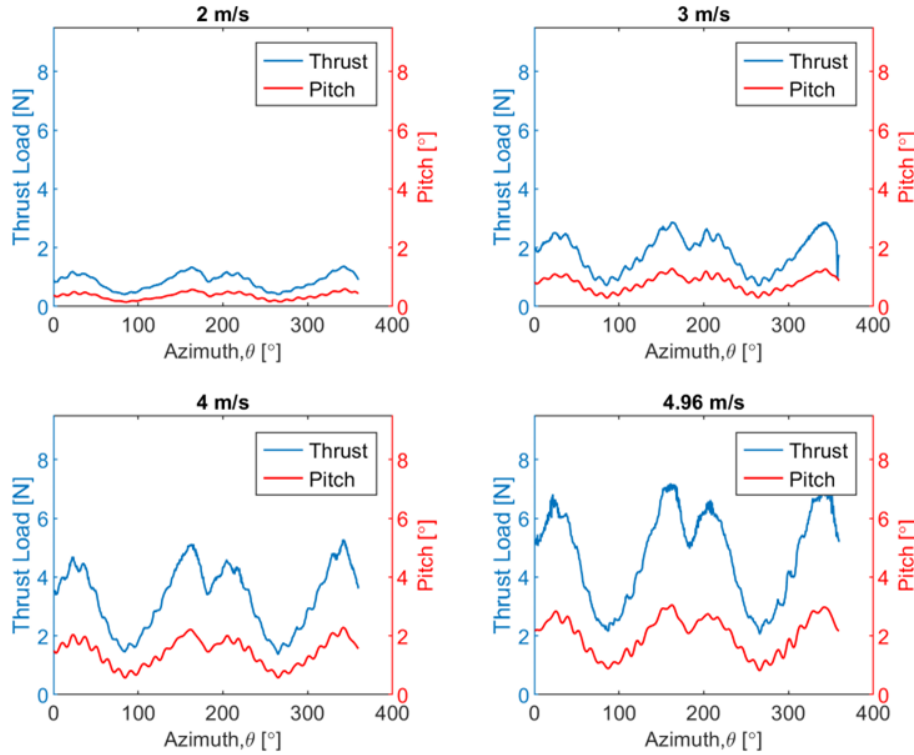 2 m/s
Thrust Load [N]
8
6
4
2
0
Thrust
Pitch
8
6
4
2
0
Pitch [°]
0 100 200 300 400
Azimuth,θ [°]
3 m/s
Thrust Load [N]
8
6
4
2
0
Thrust
Pitch
8
6
4
2
0
Pitch [°]
0 100 200 300 400
Azimuth,θ [°]
4 m/s
Thrust Load [N]
8
6
4
2
0
Thrust
Pitch
8
6
4
2
0
Pitch [°]
0 100 200 300 400
Azimuth,θ [°]
4.96 m/s
Thrust Load [N]
8
6
4
2
0
Thrust
Pitch
8
6
4
2
0
Pitch [°]
0 100 200 300 400
Azimuth,θ [°]